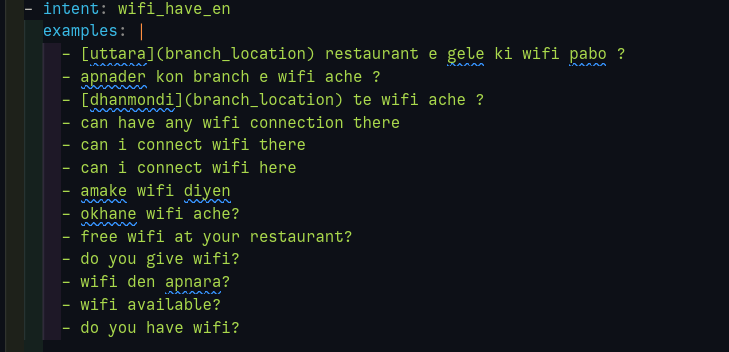 - intent: wifi_have_en
examples: |
- [uttara](branch_location) restaurant e gele ki wifi pabo ?
- apnader kon branch e wifi ache ?
- [dhanmondi](branch_location) te wifi ache ?
- can have any wifi connection there
- can i connect wifi there
- can i connect wifi here
- amake wifi diyen
- okhane wifi ache?
- free wifi at your restaurant?
- do you give wifi?
- wifi den apnara?
- wifi available?
- do you have wifi?